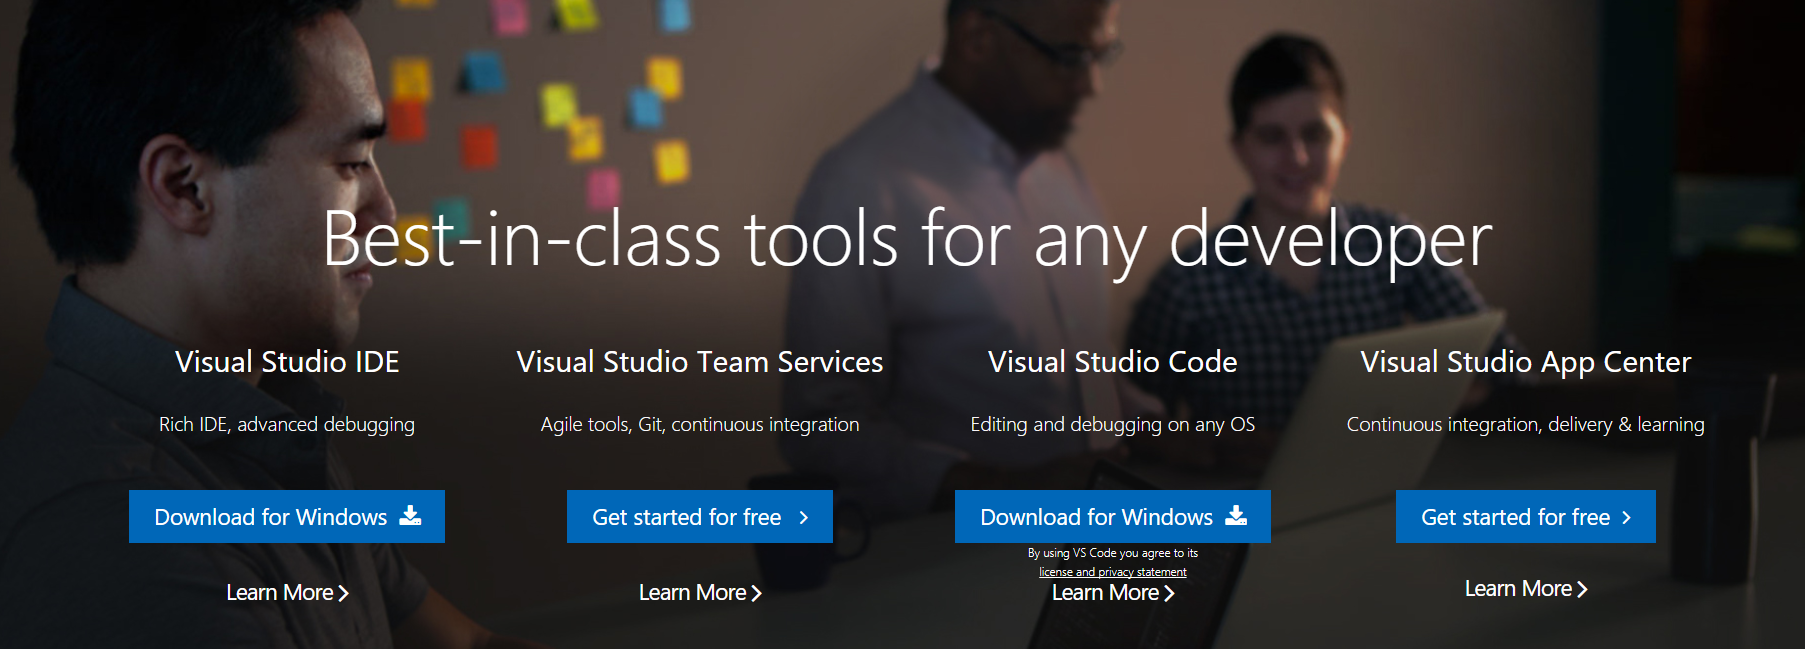 Best-in-class tools for any developer
Visual Studio IDE
Rich IDE, advanced debugging
Download for Windows
Learn More
Visual Studio Team Services
Agile tools, Git, continuous integration
Get started for free
Learn More
Visual Studio Code
Editing and debugging on any OS
Download for Windows
By using VS Code you agree to its
license and privacy statement
Learn More
Visual Studio App Center
Continuous integration, delivery & learning
Get started for free
Learn More